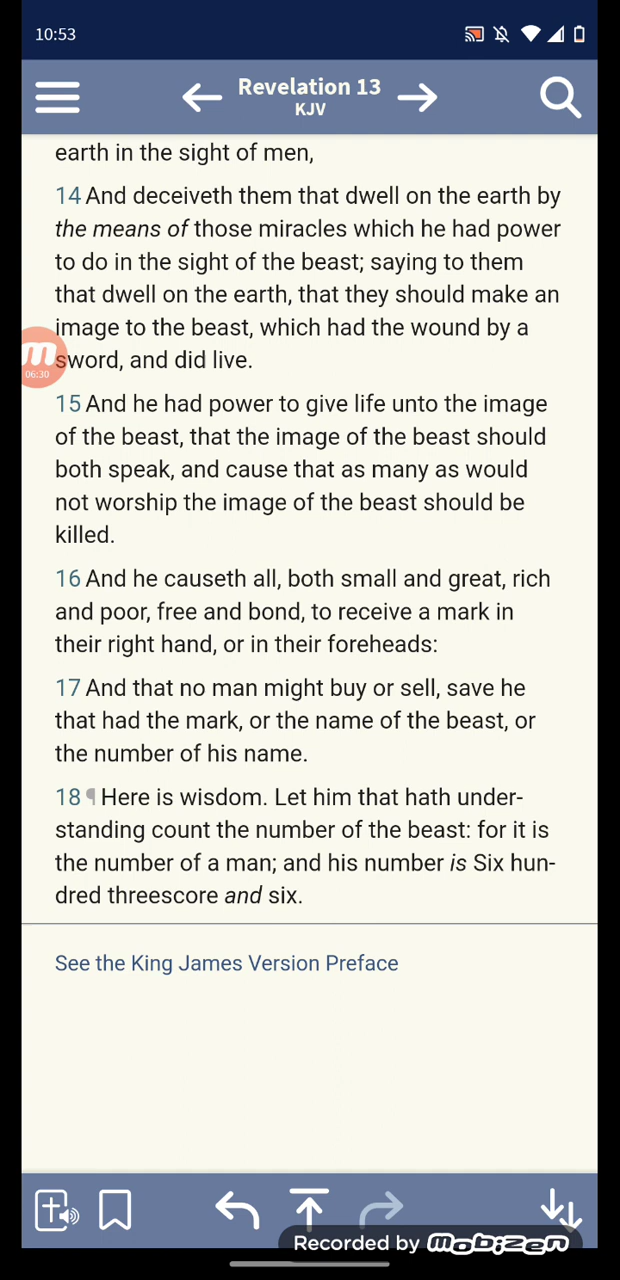 10:53
Revelation 13
KJV
earth in the sight of men,
14 And deceiveth them that dwell on the earth by
the means of those miracles which he had power
to do in the sight of the beast; saying to them
that dwell on the earth, that they should make an
image to the beast, which had the wound by a
sword, and did live.
06:30
15 And he had power to give life unto the image
of the beast, that the image of the beast should
both speak, and cause that as many as would
not worship the image of the beast should be
killed.
16 And he causeth all, both small and great, rich
and poor, free and bond, to receive a mark in
their right hand, or in their foreheads:
17 And that no man might buy or sell, save he
that had the mark, or the name of the beast, or
the number of his name.
18 ¶ Here is wisdom. Let him that hath under-
standing count the number of the beast: for it is
the number of a man; and his number is Six hun-
dred threescore and six.
See the King James Version Preface
Recorded by Mobizen